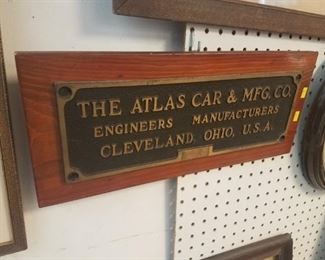 THE ATLAS CAR & MFG. CO.
ENGINEERS MANUFACTURERS
CLEVELAND, OHIO, U.S.A.